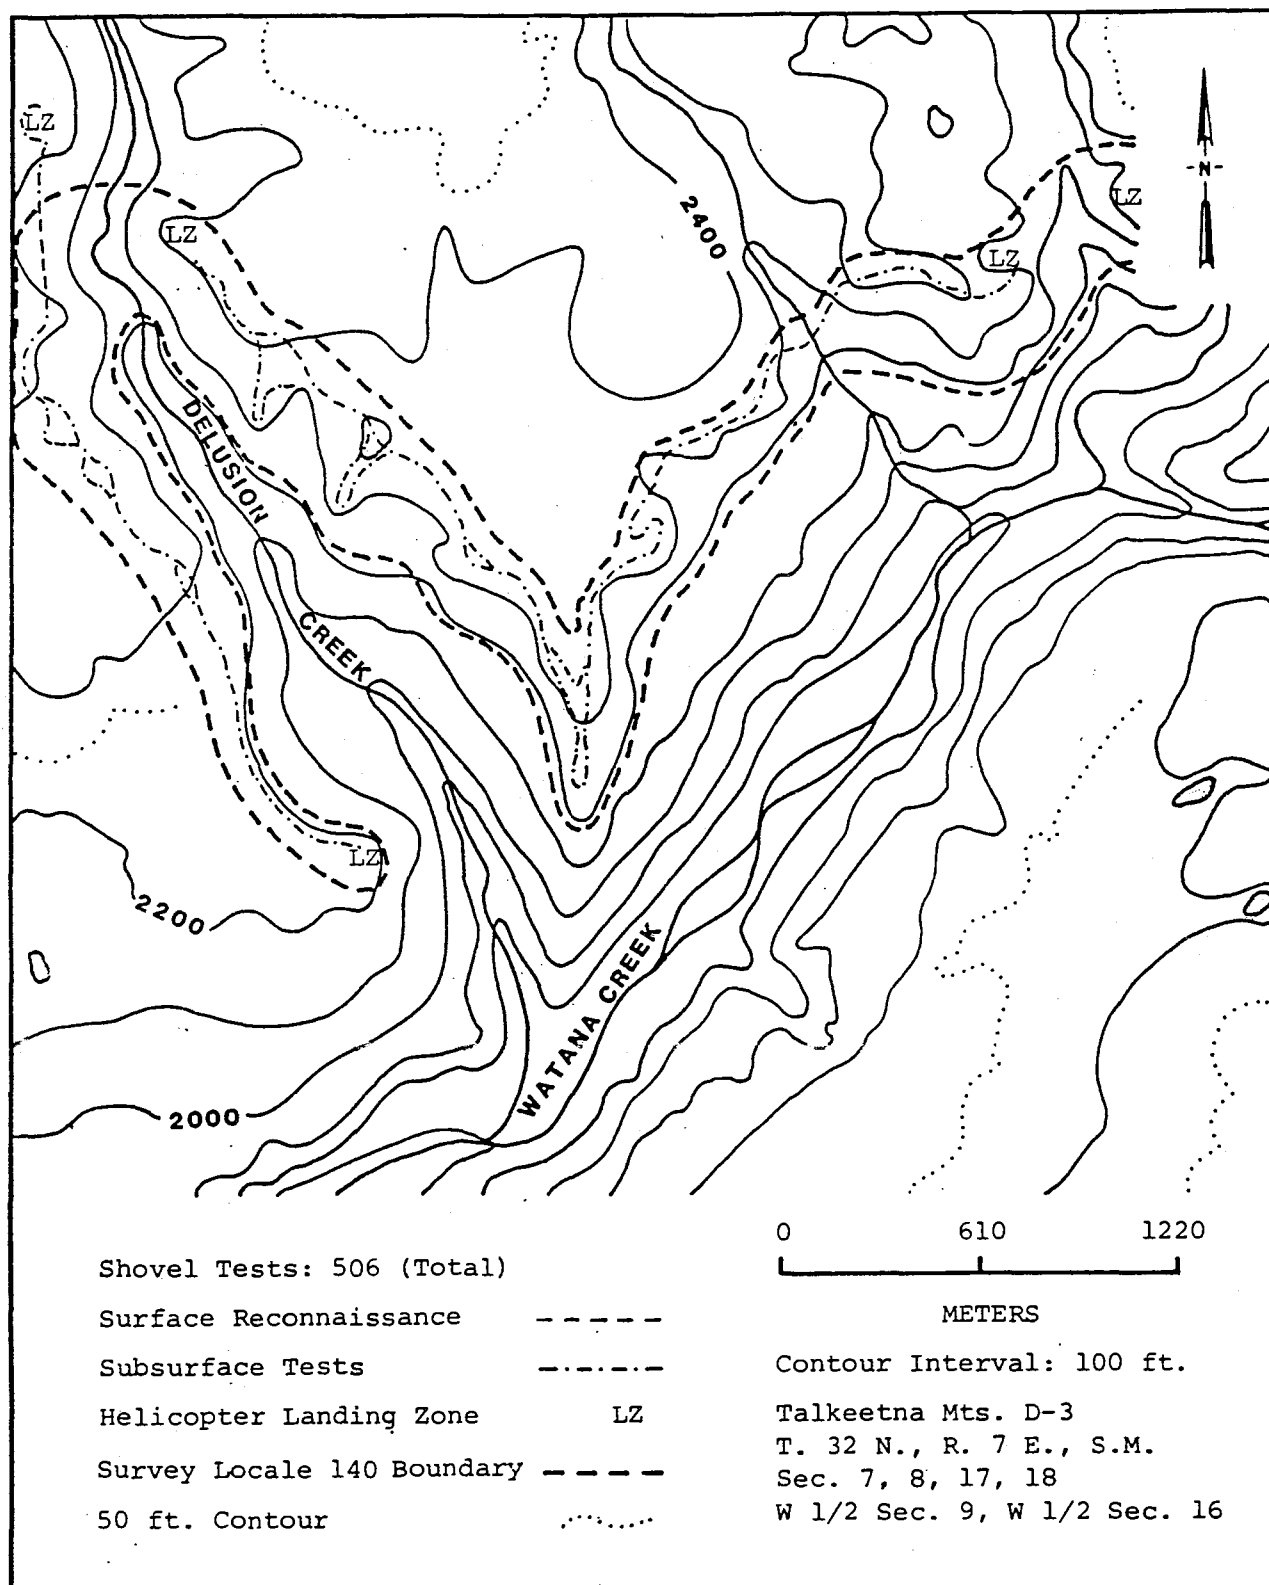 LZ
-N-
LZ
2400
LZ
LZ
DELUSION
CREEK
LZ
2200
WATANA CREEK
2000
0 610 1220
METERS
Shovel Tests: 506 (Total)
Surface Reconnaissance
Subsurface Tests
Helicopter Landing Zone LZ
Survey Locale 140 Boundary
50 ft. Contour
Contour Interval: 100 ft.
Talkeetna Mts. D-3
T. 32 N., R. 7 E., S.M.
Sec. 7, 8, 17, 18
W 1/2 Sec. 9, W 1/2 Sec. 16